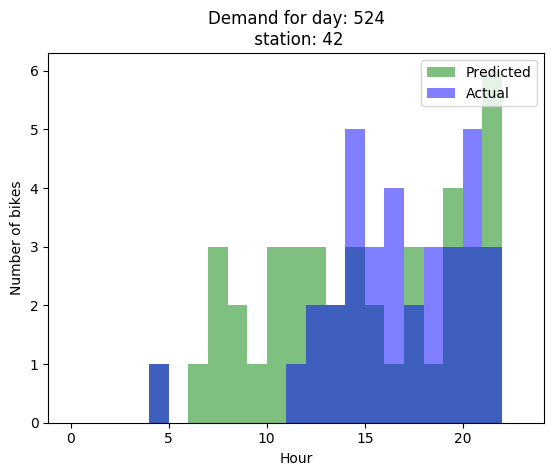 Demand for day: 524
station: 42
Predicted
Actual
6
5
4
3
2
1
0
Number of bikes
0 5 10 15 20
Hour